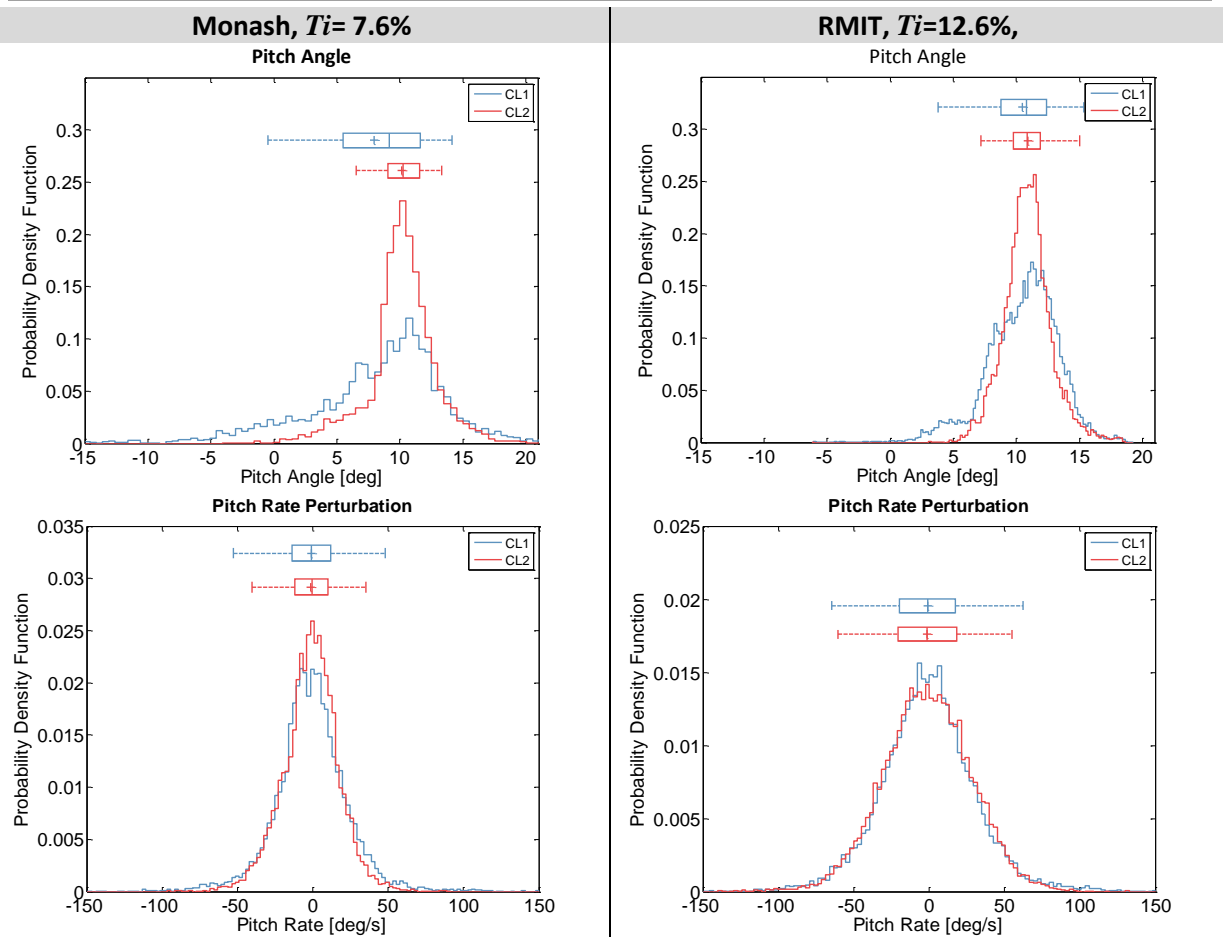 Monash, Ti= 7.6%
RMIT, Ti=12.6%,
Pitch Angle
CL1
CL2
0.3
0.25
0.2
0.15
0.1
0.05
0
Probability Density Function
-15 -10 -5 0 5 10 15 20
Pitch Angle [deg]
Pitch Angle
CL1
CL2
0.3
0.25
0.2
0.15
0.1
0.05
0
Probability Density Function
-15 -10 -5 0 5 10 15 20
Pitch Angle [deg]
Pitch Rate Perturbation
CL1
CL2
0.035
0.03
0.025
0.02
0.015
0.01
0.005
0
Probability Density Function
-150 -100 -50 0 50 100 150
Pitch Rate [deg/s]
Pitch Rate Perturbation
CL1
CL2
0.025
0.02
0.015
0.01
0.005
0
Probability Density Function
-150 -100 -50 0 50 100 150
Pitch Rate [deg/s]